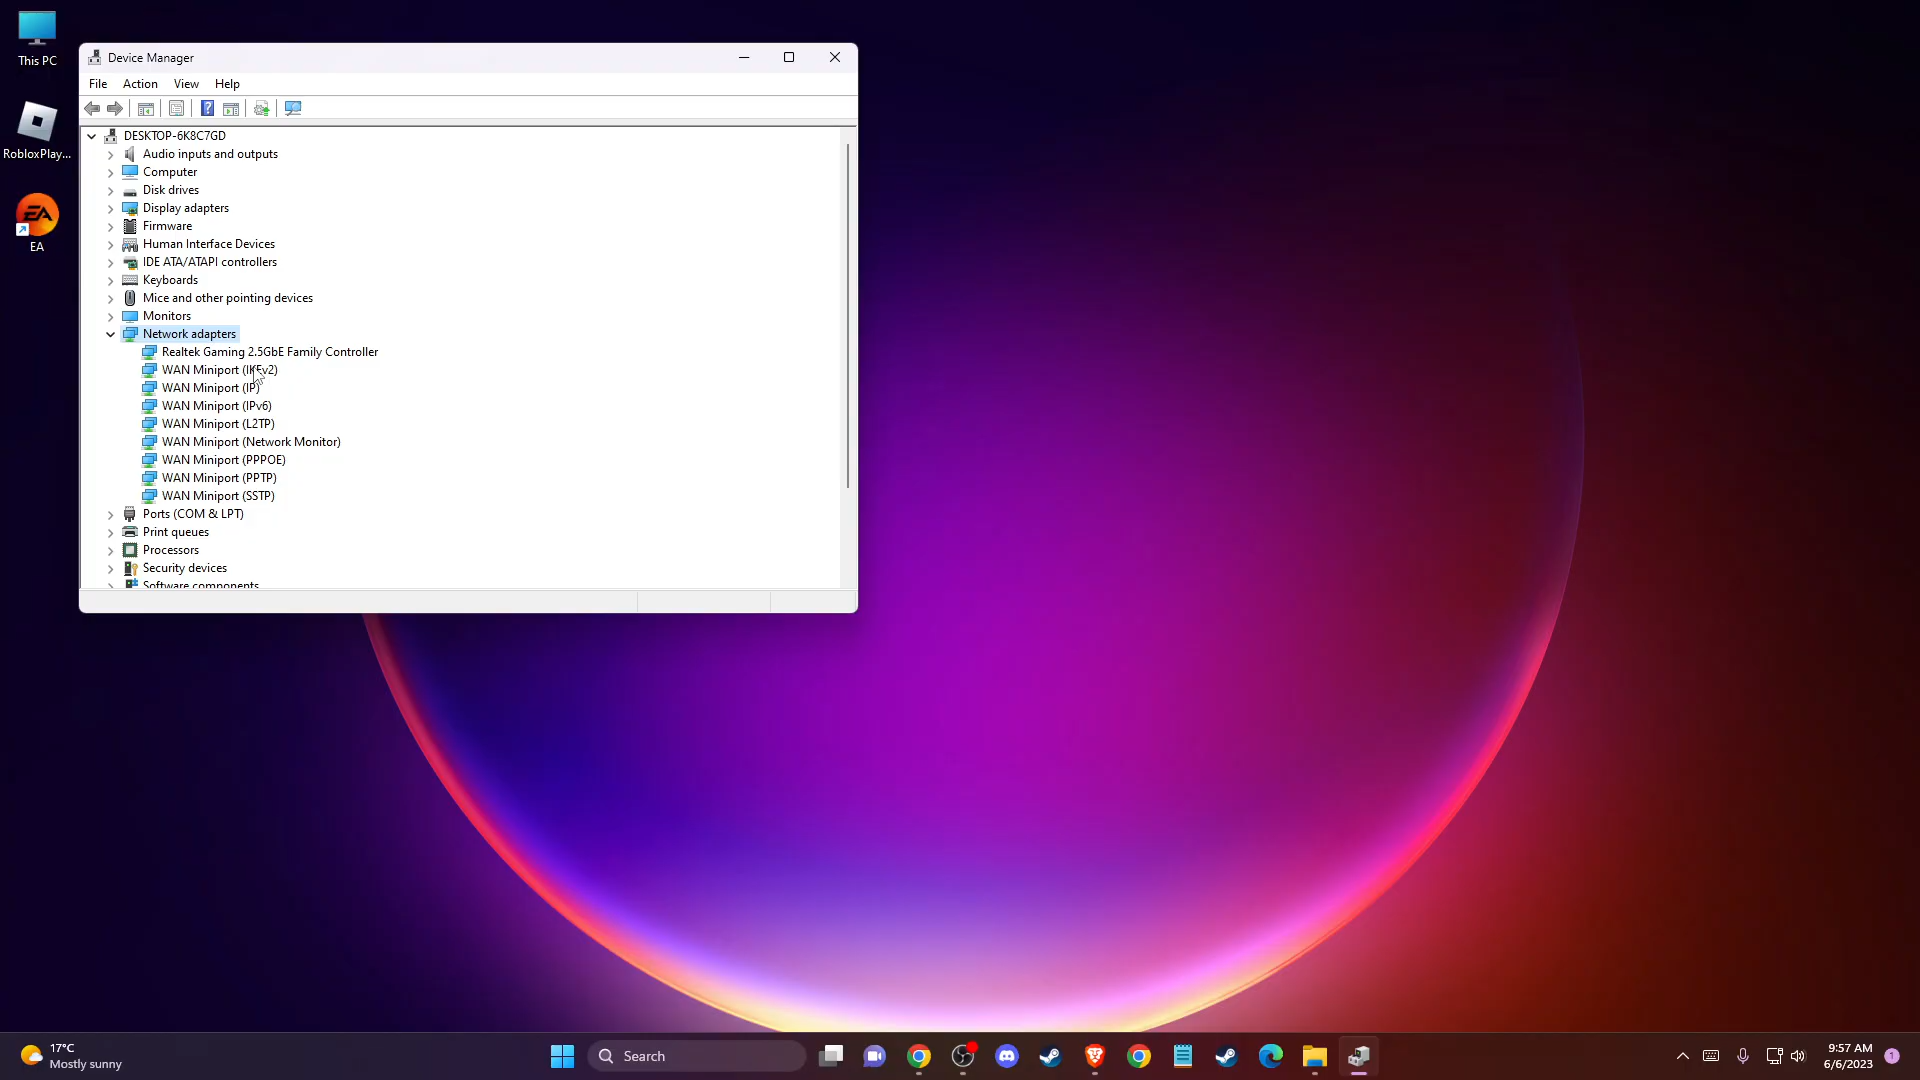 This PC
RobloxPlay...
EA
Device Manager
File Action View Help
DESKTOP-6K8C7GD
Audio inputs and outputs
Computer
Disk drives
Display adapters
Firmware
Human Interface Devices
IDE ATA/ATAPI controllers
Keyboards
Mice and other pointing devices
Monitors
Network adapters
Realtek Gaming 2.5GbE Family Controller
WAN Miniport (IKEv2)
WAN Miniport (IP)
WAN Miniport (IPv6)
WAN Miniport (L2TP)
WAN Miniport (Network Monitor)
WAN Miniport (PPPOE)
WAN Miniport (PPTP)
WAN Miniport (SSTP)
Ports (COM & LPT)
Print queues
Processors
Security devices
Software components
17°C
Mostly sunny
Search
9:57 AM
6/6/2023
1